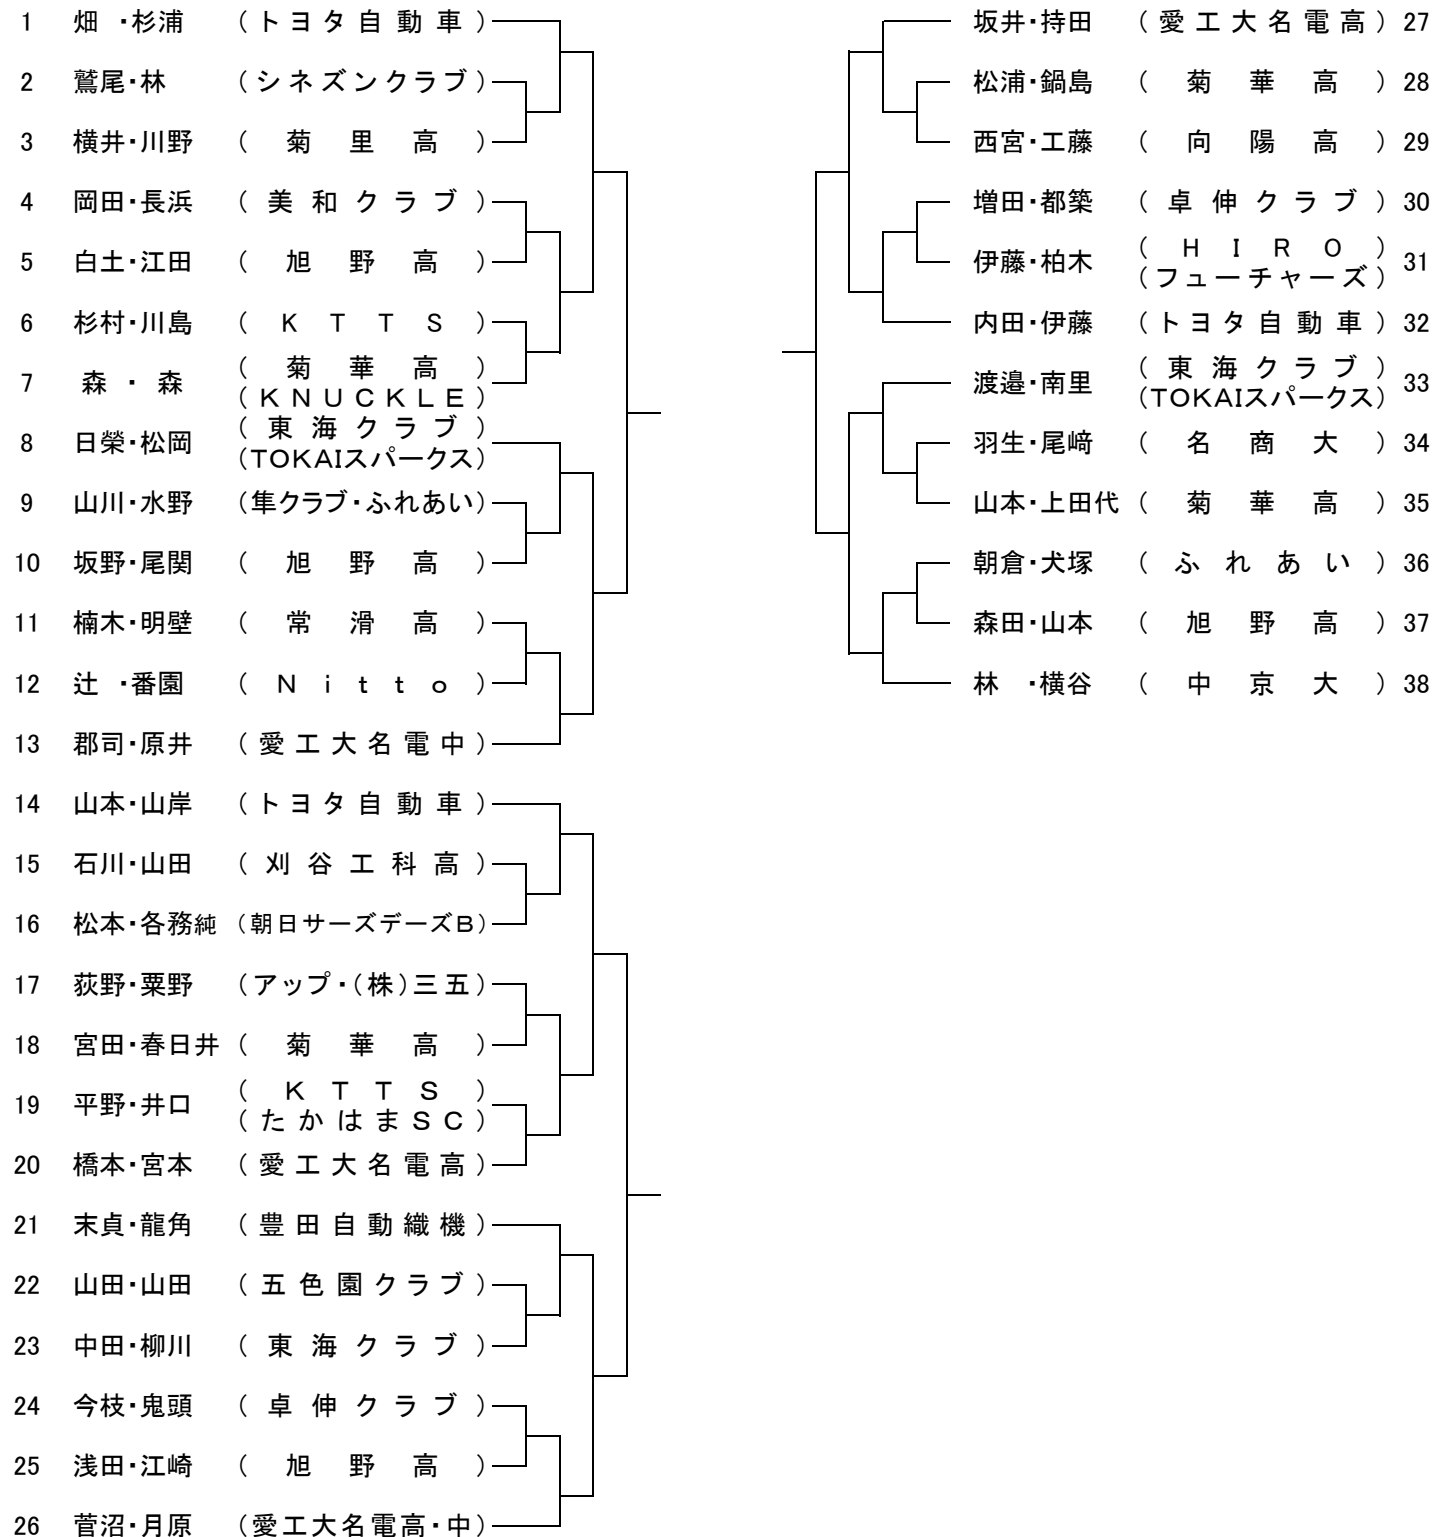 1 畑 ・杉浦 (トヨタ自動車)
2 鷲尾・林 (シネズンクラブ)
3 横井・川野 (菊里高)
4 岡田・長浜 (美和クラブ)
5 白土・江田 (旭野高)
6 杉村・川島 (KTTS)
7 森・森 (菊華高)
(KNUCKLE)
8 日榮・松岡 (東海クラブ)
(TOKAIスパークス)
9 山川・水野 (隼クラブ・ふれあい)
10 坂野・尾関 (旭野高)
11 楠木・明壁 (常滑高)
12 辻 ・番園 (Nitto)
13 郡司・原井 (愛工大名電中)
14 山本・山岸 (トヨタ自動車)
15 石川・山田 (刈谷工科高)
16 松本・各務純 (朝日サーズデーズB)
17 荻野・粟野 (アップ・(株)三五)
18 宮田・春日井 (菊華高)
19 平野・井口 (KTTS)
(たかはまSC)
20 橋本・宮本 (愛工大名電高)
21 末貞・龍角 (豊田自動織機)
22 山田・山田 (五色園クラブ)
23 中田・柳川 (東海クラブ)
24 今枝・鬼頭 (卓伸クラブ)
25 浅田・江崎 (旭野高)
26 菅沼・月原 (愛工大名電高・中)
坂井・持田 (愛工大名電高) 27
松浦・鍋島 (菊華高) 28
西宮・工藤 (向陽高) 29
増田・都築 (卓伸クラブ) 30
伊藤・柏木 (HIRO) 31
(フューチャーズ)
内田・伊藤 (トヨタ自動車) 32
渡邉・南里 (東海クラブ) 33
(TOKAIスパークス)
羽生・尾﨑 (名商大) 34
山本・上田代 (菊華高) 35
朝倉・犬塚 (ふれあい) 36
森田・山本 (旭野高) 37
林 ・横谷 (中京大) 38